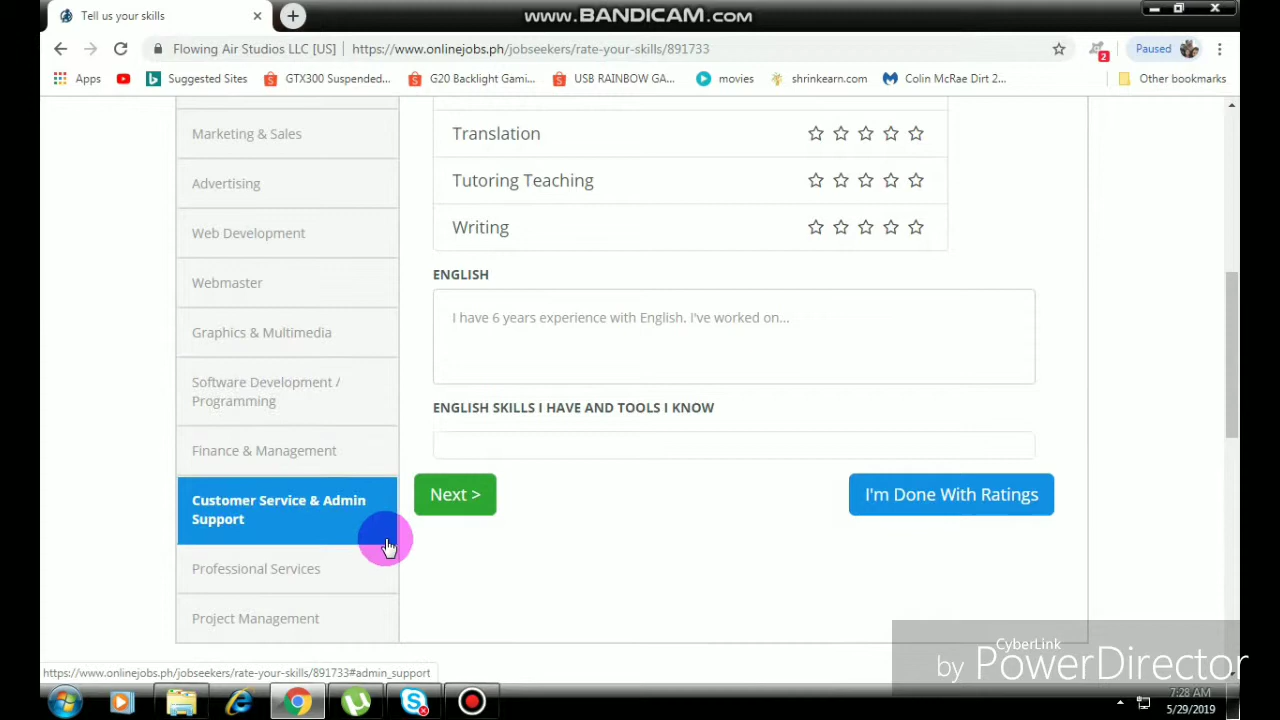 www.BANDICAM.com
Tell us your skills
Flowing Air Studios LLC [US] | https://www.onlinejobs.ph/jobseekers/rate-your-skills/891733
2
Paused
Apps
Suggested Sites
GTX300 Suspended...
G20 Backlight Gami...
USB RAINBOW GA...
movies
shrinkearn.com
Colin McRae Dirt 2...
Other bookmarks
Marketing & Sales
Advertising
Web Development
Webmaster
Graphics & Multimedia
Software Development /
Programming
Finance & Management
Customer Service & Admin
Support
Professional Services
Project Management
Translation
Tutoring Teaching
Writing
ENGLISH
I have 6 years experience with English. I've worked on...
ENGLISH SKILLS I HAVE AND TOOLS I KNOW
Next >
I'm Done With Ratings
https://www.onlinejobs.ph/jobseekers/rate-your-skills/891733#admin_support
CyberLink
by PowerDirector
7:28 AM
5/29/2019